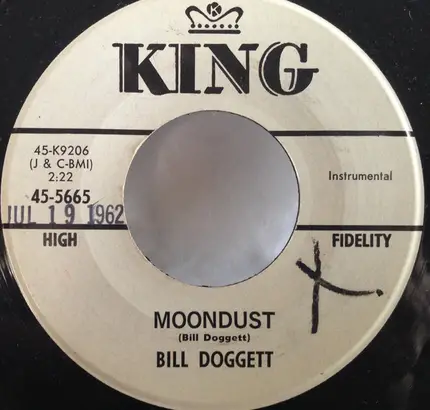 K
KING
45-K9206
(J & C-BMI)
2:22
Instrumental
45-5665
JUL 19 1962
HIGH
FIDELITY
X
MOONDUST
(Bill Doggett)
BILL DOGGETT